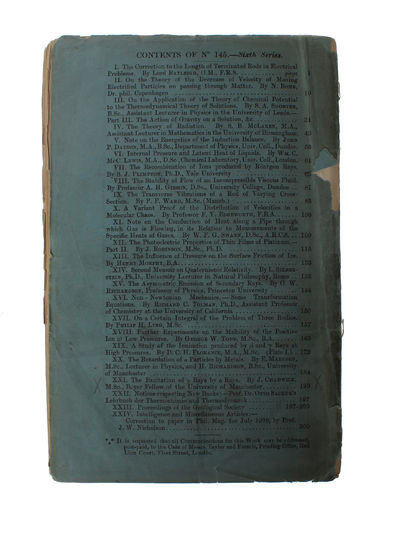 CONTENTS OF Nº 145.—Sixth Series.
I. The Correction to the Length of Terminated Rods in Electrical
Problems. By Lord RAYLEIGH, O.M., F.R.S. page 1
II. On the Theory of the Decrease of Velocity of Moving
Electrified Particles on passing through Matter. By N. BOHR,
Dr. phil. Copenhagen 10
III. On the Application of the Theory of Chemical Potential
to the Thermodynamical Theory of Solutions. By S. A. SHORTER,
B.Sc., Assistant Lecturer in Physics in the University of Leeds.—
Part III. The Action of Gravity on a Solution, &c.
IV. The Theory of Radiation. By S. B. MCLAREN, M.A.,
Assistant Lecturer in Mathematics in the University of Birmingham. 43
V. Note on the Energetics of the Induction Balance. By JOHN
P. DALTON, M.A., B.Sc., Department of Physics, Univ. Coll., Dundee
VI. Internal Pressure and Latent Heat of Liquids. By WM. C.
McC. LEWIS, M.A., D.Sc., Chemical Laboratory, Univ. Coll., London.
VII. The Recombination of Ions produced by Röntgen Rays.
By S. J. PLIMPTON, Ph.D., Yale University
VIII. The Stability of Flow of an Incompressible Viscous Fluid.
By Professor A. H. GIBSON, D.Sc., University College, Dundee
IX. The Transverse Vibrations of a Rod of Varying Cross-
Section. By P. F. WARD, M.Sc. (Manch.)
X. A Variant Proof of the Distribution of Velocities in a
Molecular Chaos. By Professor F. Y. EDGEWORTH, F.B.A.
XI. Note on the Conduction of Heat along a Pipe through
which Gas is Flowing, in its Relation to Measurements of the
Specific Heats of Gases. By W. F. G. SWANN, D.Sc., A.R.C.S.
XII. The Photoelectric Properties of Thin Films of Platinum.—
Part II. By J. ROBINSON, M.Sc., Ph.D.
XIII. The Influence of Pressure on the Surface Friction of Ice.
By HENRY MORPHY, B.A.
XIV. Second Memoir on Quaternionic Relativity. By L. SILBER-
STEIN, Ph.D., University Lecturer in Natural Philosophy, Rome
XV. The Asymmetric Emission of Secondary Rays. By O. W.
RICHARDSON, Professor of Physics, Princeton University
XVI. Non-Newtonian Mechanics.—Some Transformation
Equations. By RICHARD C. TOLMAN, Ph.D., Assistant Professor
of Chemistry at the University of California
XVII. On a Certain Integral of the Problem of Three Bodies.
By PHILIP H. LING, M.Sc.
XVIII. Further Experiments on the Mobility of the Positive
Ion at Low Pressures. By GEORGE W. TODD, M.Sc., B.A.
XIX. A Study of the Ionization produced by β and γ Rays at
High Pressures. By D. C. H. FLORANCE, M.A., M.Sc. (Plate I.) 172
XX. The Retardation of α Particles by Metals. By E. MARSDEN,
M.Sc., Lecturer in Physics, and H. RICHARDSON, B.Sc., University
of Manchester 184
XXI. The Excitation of γ Rays by α Rays. By J. CHADWICK,
M.Sc., Beyer Fellow of the University of Manchester 193
XXII. Notices respecting New Books:—Prof. Dr. OTTO SACKUR'S
Lehrbuch der Thermochemie und Thermodynamik 197
XXIII. Proceedings of the Geological Society
XXIV. Intelligence and Miscellaneous Articles:—
Correction to paper in Phil. Mag. for July 1909, by Prof.
J. W. Nicholson 200
*** It is requested that all Communications for this Work may be addressed,
post-paid, to the Care of Messrs. Taylor and Francis, Printing Office, Red
Lion Court, Fleet Street, London.